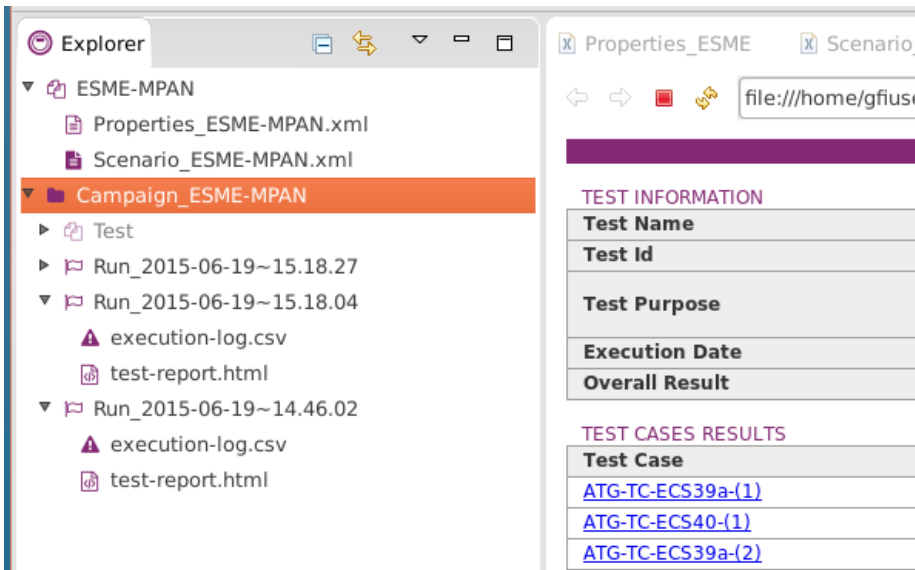 Explorer
ESME-MPAN
Properties_ESME-MPAN.xml
Scenario_ESME-MPAN.xml
Campaign_ESME-MPAN
Test
Run_2015-06-19~15.18.27
Run_2015-06-19~15.18.04
execution-log.csv
test-report.html
Run_2015-06-19~14.46.02
execution-log.csv
test-report.html
Properties_ESME
Scenario_
file:///home/gfiuse
TEST INFORMATION
Test Name
Test Id
Test Purpose
Execution Date
Overall Result
TEST CASES RESULTS
Test Case
ATG-TC-ECS39a-(1)
ATG-TC-ECS40-(1)
ATG-TC-ECS39a-(2)